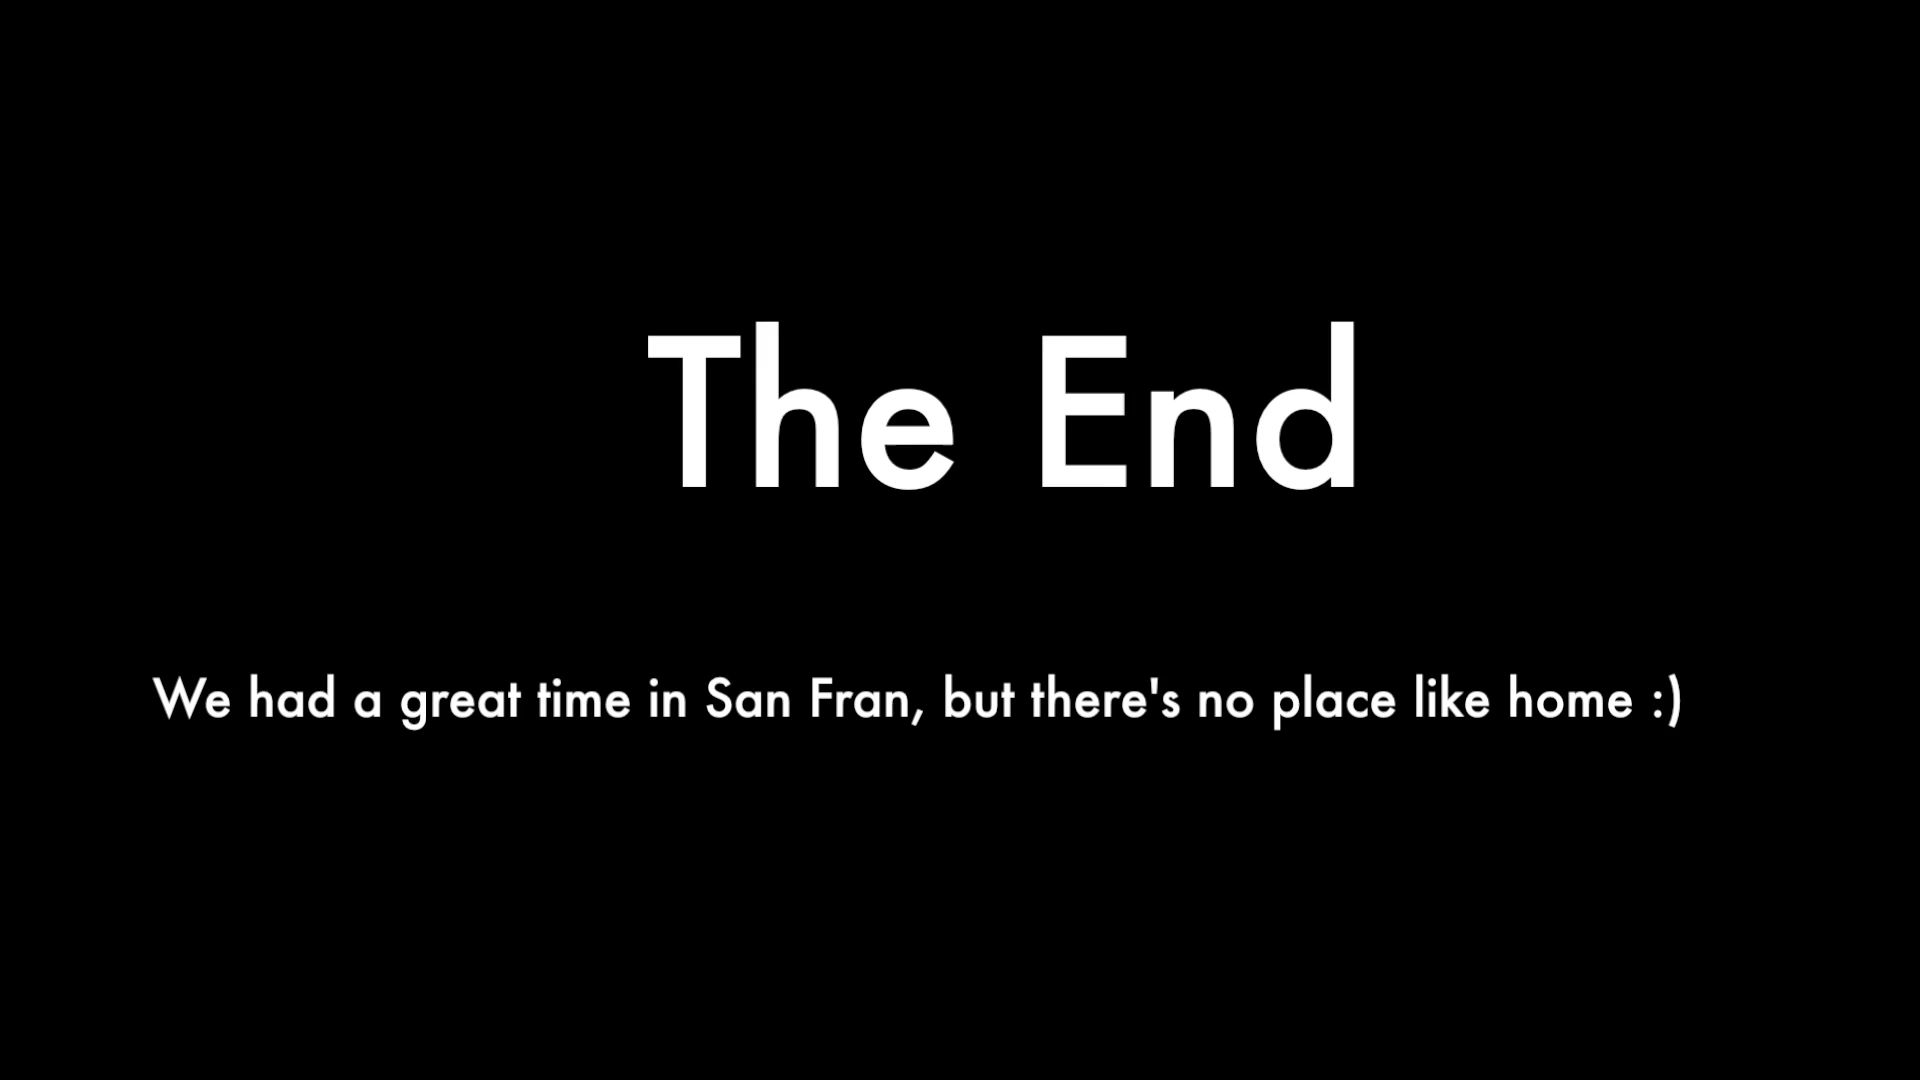 The End
We had a great time in San Fran, but there's no place like home :)